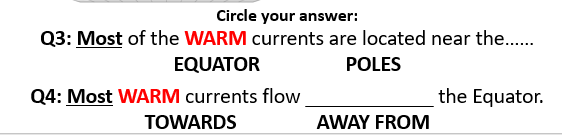 Circle your answer:
Q3: Most of the WARM currents are located near the......
EQUATOR POLES
Q4: Most WARM currents flow _____________ the Equator.
TOWARDS AWAY FROM